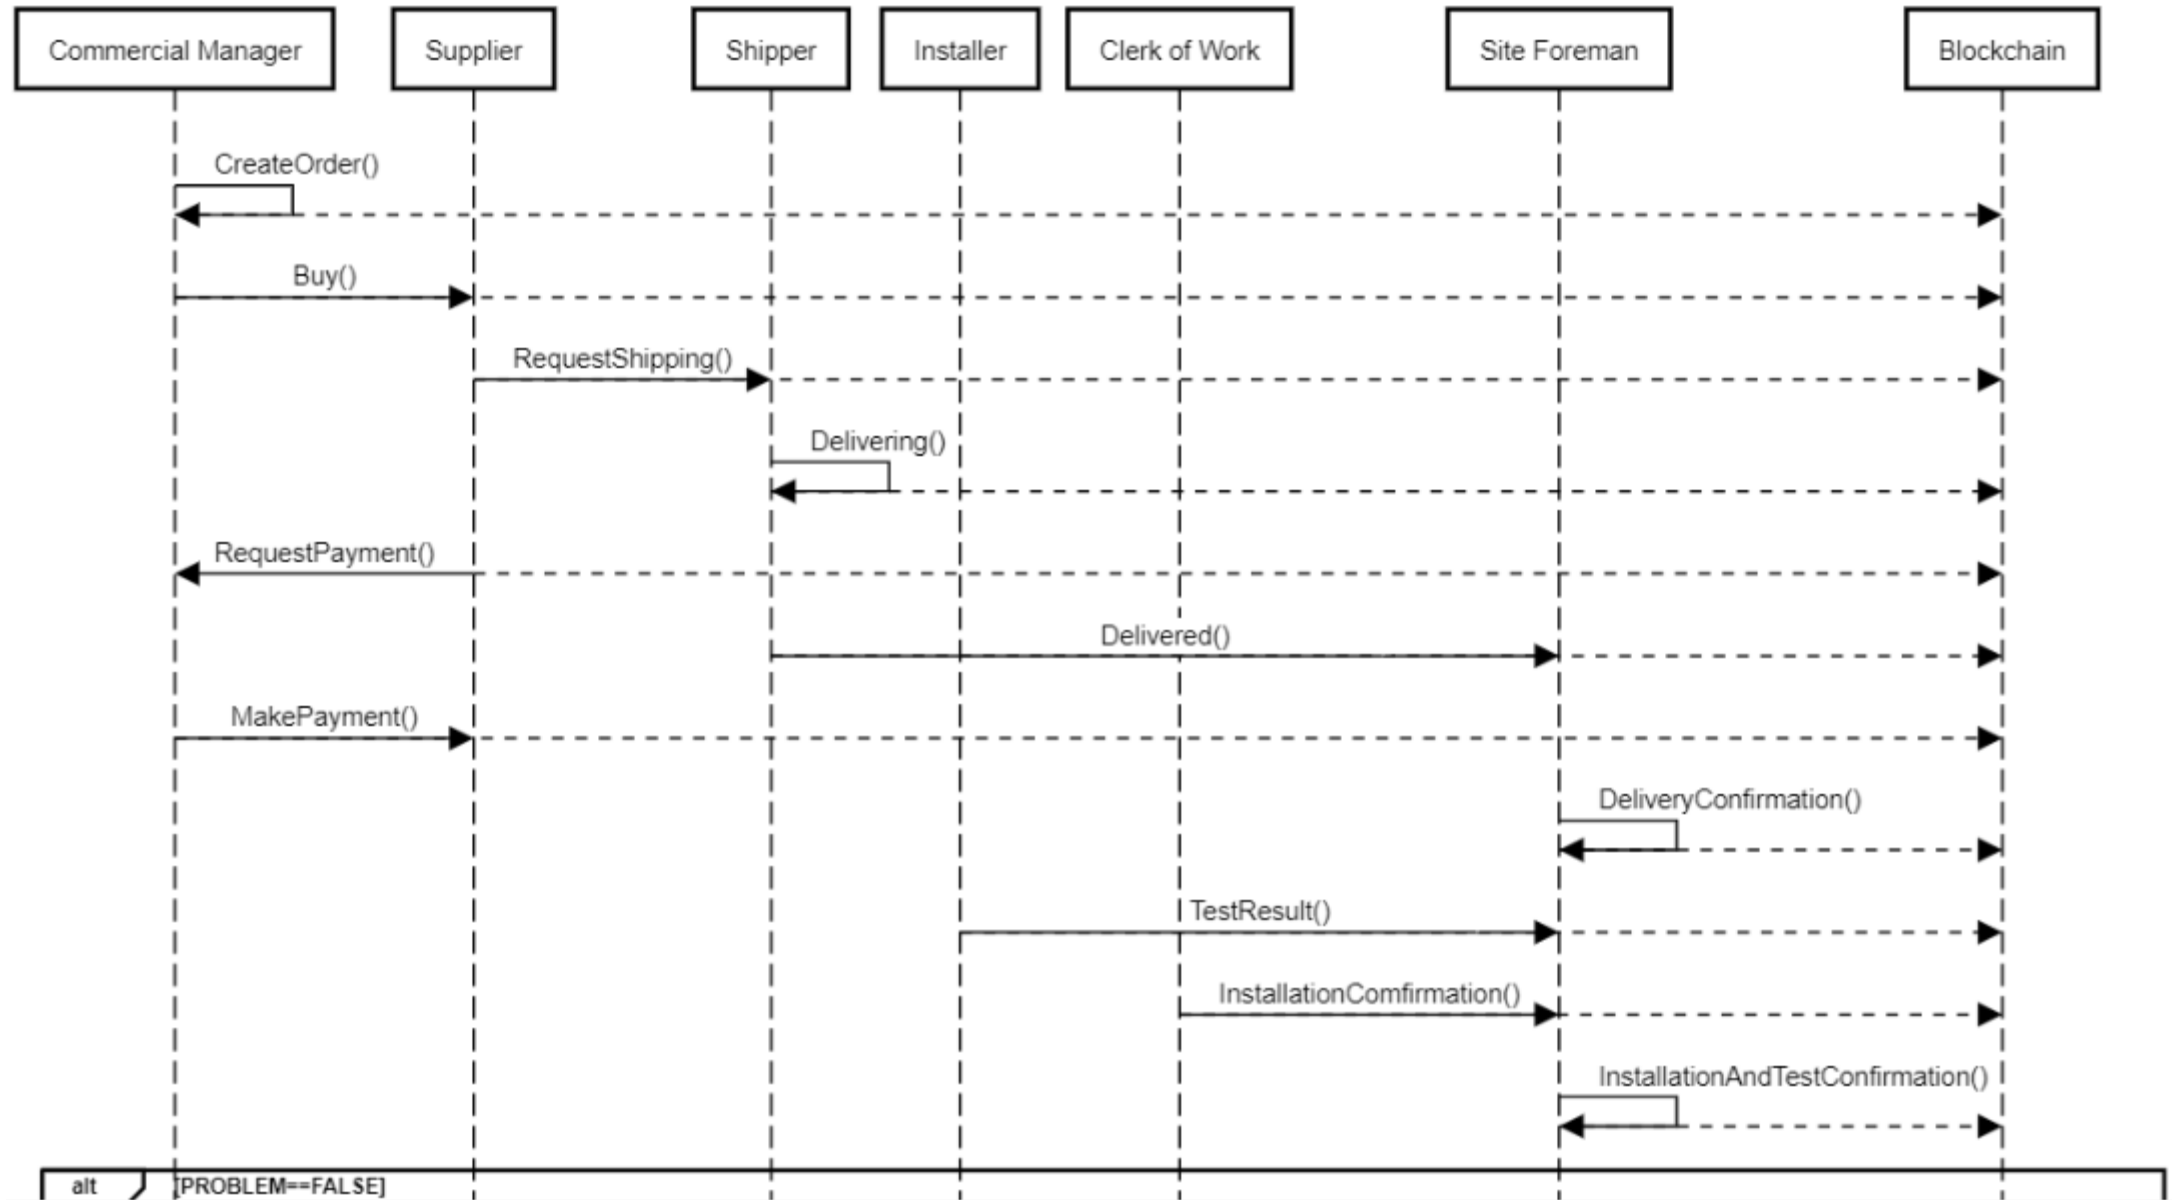 Commercial Manager
Supplier
Shipper
Installer
Clerk of Work
Site Foreman
Blockchain
CreateOrder()
Buy()
RequestShipping()
Delivering()
RequestPayment()
Delivered()
MakePayment()
DeliveryConfirmation()
TestResult()
InstallationComfirmation()
InstallationAndTestConfirmation()
alt [PROBLEM==FALSE]